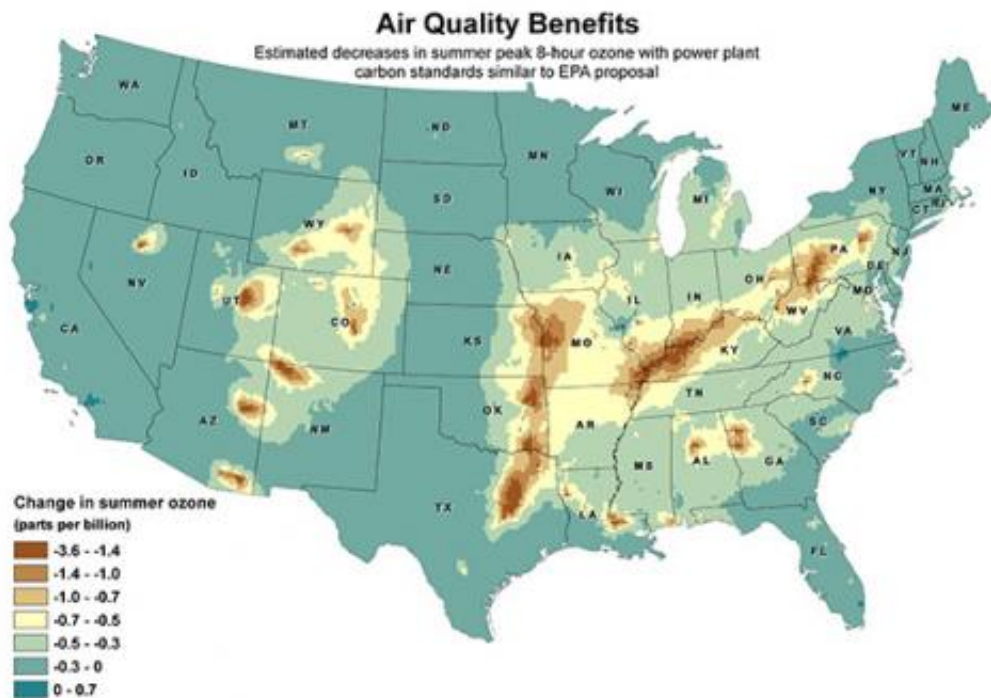 Air Quality Benefits
Estimated decreases in summer peak 8-hour ozone with power plant
carbon standards similar to EPA proposal
WA
ME
MT
ND
MN
VT
NH
OR
ID
WI
NY
MA
CT
RI
SD
MI
WY
IA
PA
NJ
NV
NE
OH
DE
UT
IL
IN
MD
WV
CA
CO
KS
MO
KY
VA
NC
TN
OK
AR
SC
AZ
NM
MS
AL
GA
TX
LA
FL
Change in summer ozone
(parts per billion)
-3.6 - -1.4
-1.4 - -1.0
-1.0 - -0.7
-0.7 - -0.5
-0.5 - -0.3
-0.3 - 0
0 - 0.7